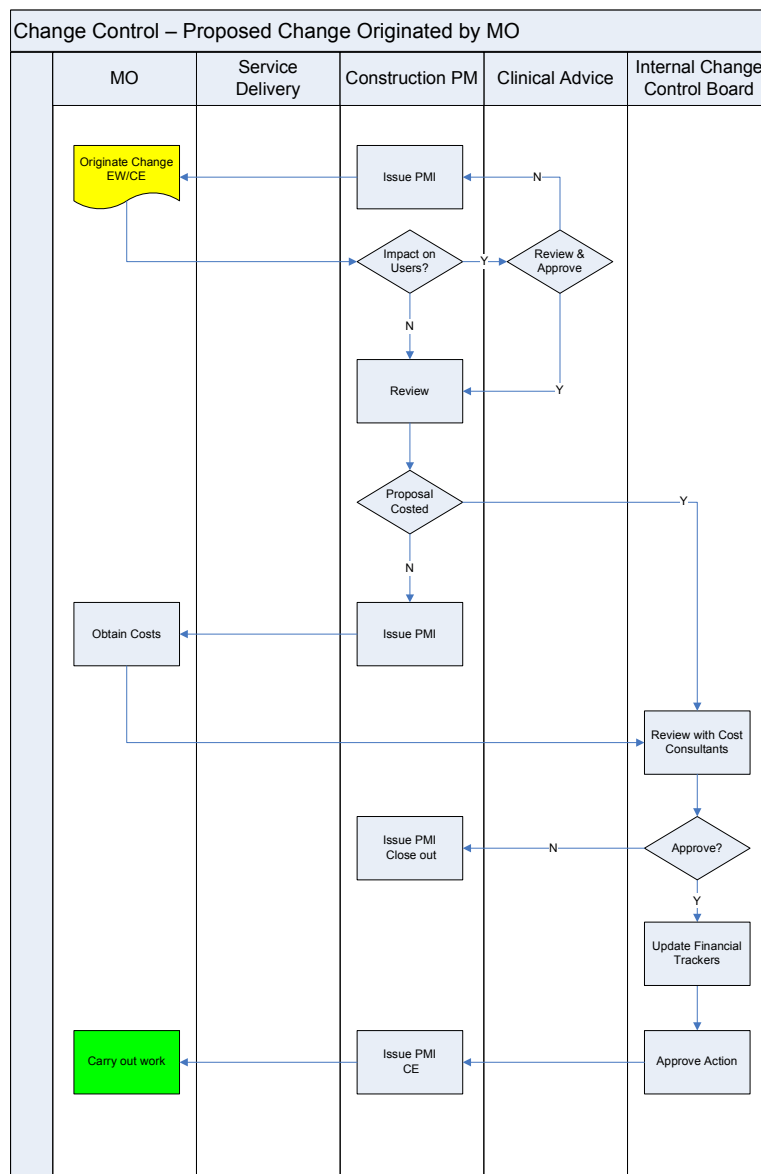 Change Control – Proposed Change Originated by MO
MO
Service
Delivery
Construction PM
Clinical Advice
Internal Change
Control Board
Originate Change
EW/CE
Issue PMI
N
Impact on
Users?
Y
Review &
Approve
N
Review
Y
Proposal
Costed
Y
N
Obtain Costs
Issue PMI
Review with Cost
Consultants
Issue PMI
Close out
N
Approve?
Y
Update Financial
Trackers
Carry out work
Issue PMI
CE
Approve Action